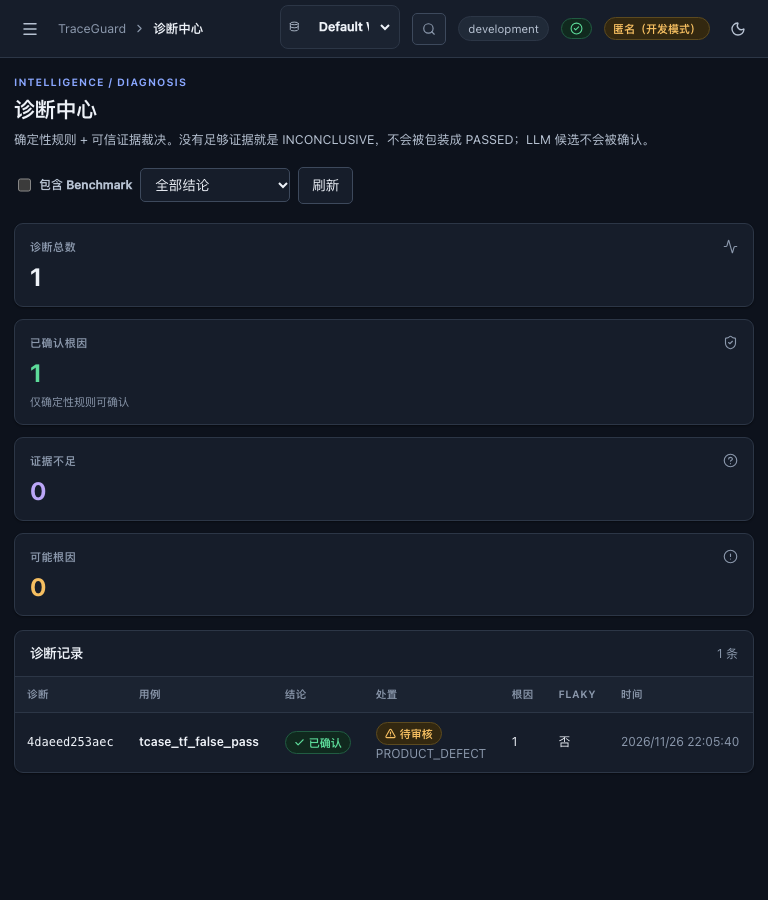 TraceGuard > 诊断中心
Default
development
匿名（开发模式）
INTELLIGENCE / DIAGNOSIS
诊断中心
确定性规则 + 可信证据裁决。没有足够证据就是 INCONCLUSIVE，不会被包装成 PASSED；LLM 候选不会被确认。
包含 Benchmark
全部结论
刷新
诊断总数
1
已确认根因
1
仅确定性规则可确认
证据不足
0
可能根因
0
诊断记录
1 条
诊断 用例 结论 处置 根因 FLAKY 时间
4daeed253aec tcase_tf_false_pass 已确认 待审核 1 否 2026/11/26 22:05:40
PRODUCT_DEFECT